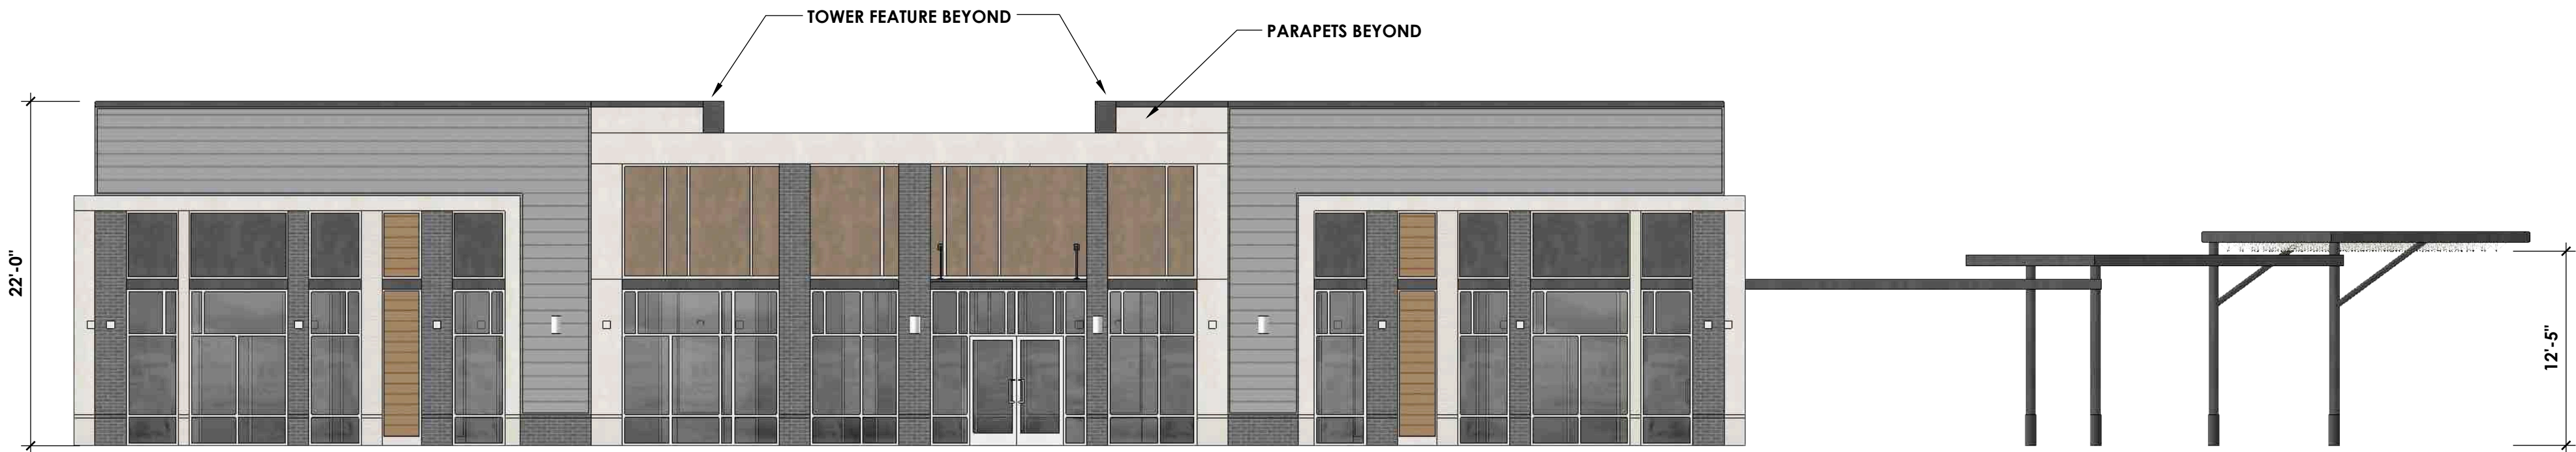 TOWER FEATURE BEYOND
PARAPETS BEYOND
22'-0"
12'-5"